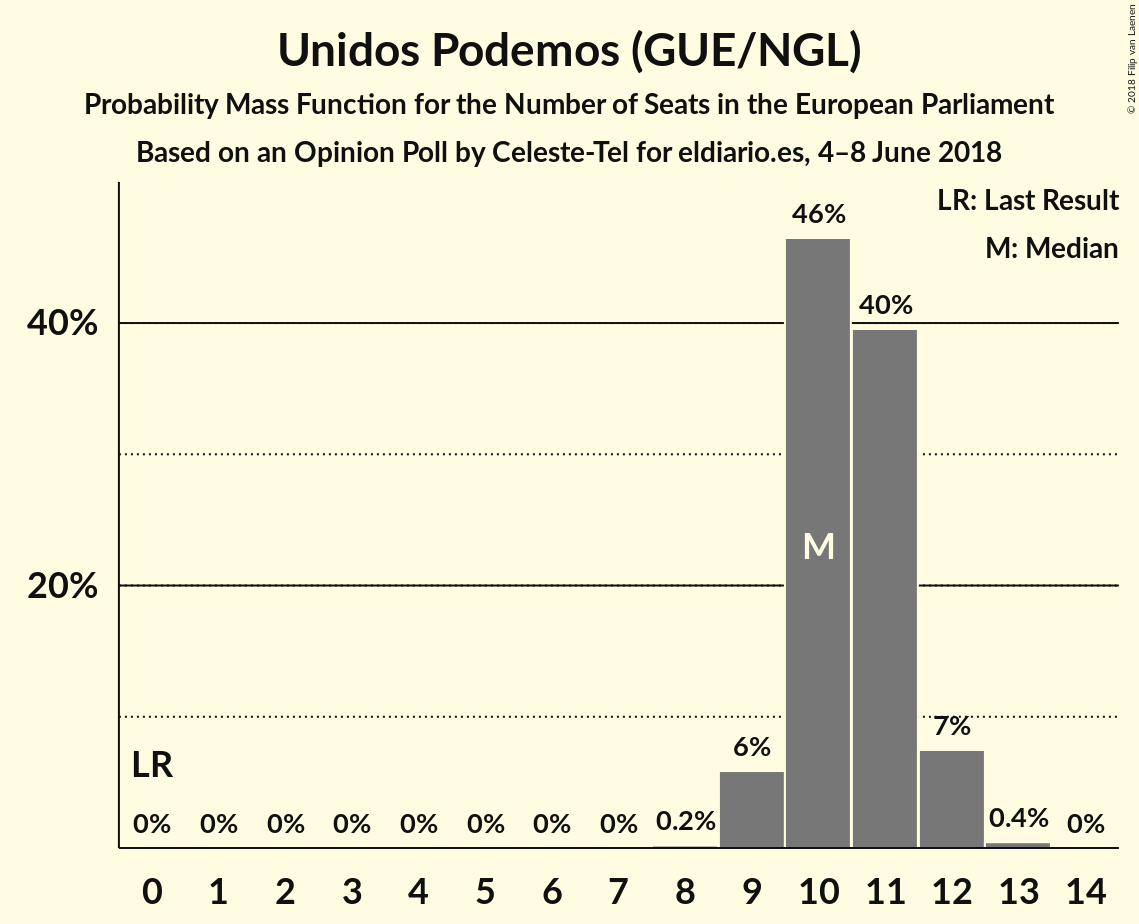 Unidos Podemos (GUE/NGL)
Probability Mass Function for the Number of Seats in the European Parliament
Based on an Opinion Poll by Celeste-Tel for eldiario.es, 4–8 June 2018
© 2018 Filip van Laenen
LR: Last Result
M: Median
46%
40%
40%
M
20%
7%
6%
LR
0% 0% 0% 0% 0% 0% 0% 0% 0.2% 0.4% 0%
0 1 2 3 4 5 6 7 8 9 10 11 12 13 14